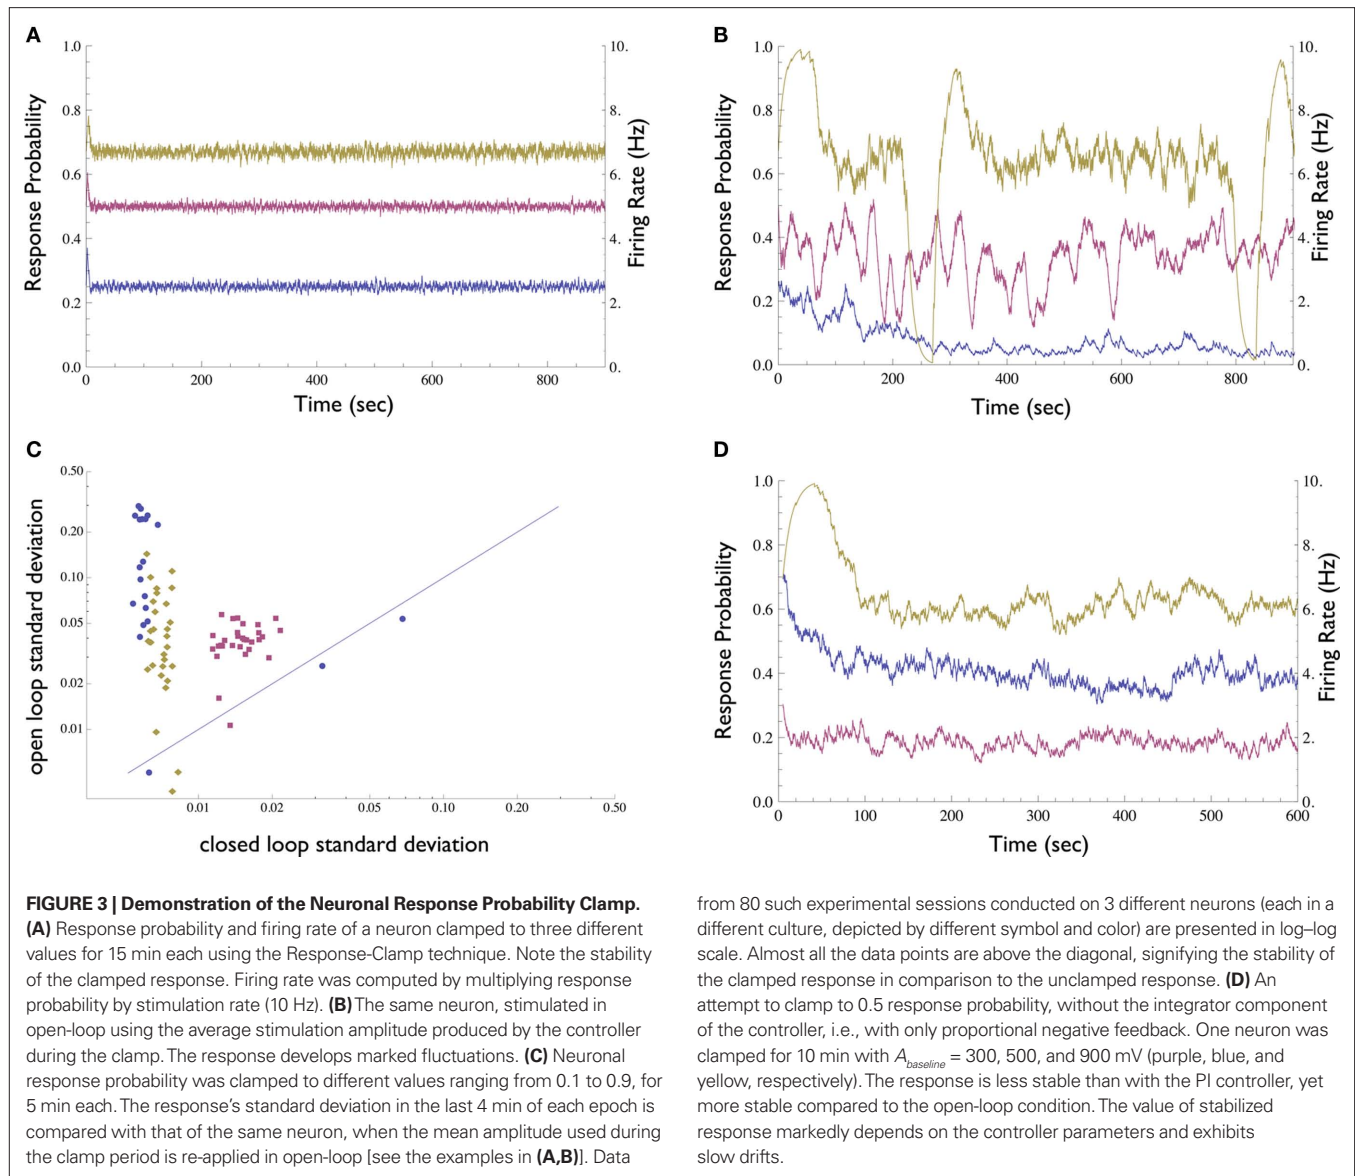 A
1.0
0.8
0.6
0.4
0.2
0.0
Response Probability
10.
8.
6.
4.
2.
0.
Firing Rate (Hz)
0 200 400 600 800
Time (sec)
B
1.0
0.8
0.6
0.4
0.2
0.0
Response Probability
10.
8.
6.
4.
2.
0.
Firing Rate (Hz)
0 200 400 600 800
Time (sec)
C
0.50
0.20
0.10
0.05
0.02
0.01
open loop standard deviation
0.01 0.02 0.05 0.10 0.20 0.50
closed loop standard deviation
D
1.0
0.8
0.6
0.4
0.2
0.0
Response Probability
10.
8.
6.
4.
2.
0.
Firing Rate (Hz)
0 100 200 300 400 500 600
Time (sec)
FIGURE 3 | Demonstration of the Neuronal Response Probability Clamp.
(A) Response probability and firing rate of a neuron clamped to three different
values for 15 min each using the Response-Clamp technique. Note the stability
of the clamped response. Firing rate was computed by multiplying response
probability by stimulation rate (10 Hz). (B) The same neuron, stimulated in
open-loop using the average stimulation amplitude produced by the controller
during the clamp. The response develops marked fluctuations. (C) Neuronal
response probability was clamped to different values ranging from 0.1 to 0.9, for
5 min each. The response's standard deviation in the last 4 min of each epoch is
compared with that of the same neuron, when the mean amplitude used during
the clamp period is re-applied in open-loop [see the examples in (A,B)]. Data
from 80 such experimental sessions conducted on 3 different neurons (each in a
different culture, depicted by different symbol and color) are presented in log–log
scale. Almost all the data points are above the diagonal, signifying the stability of
the clamped response in comparison to the unclamped response. (D) An
attempt to clamp to 0.5 response probability, without the integrator component
of the controller, i.e., with only proportional negative feedback. One neuron was
clamped for 10 min with A baseline = 300, 500, and 900 mV (purple, blue, and
yellow, respectively). The response is less stable than with the PI controller, yet
more stable compared to the open-loop condition. The value of stabilized
response markedly depends on the controller parameters and exhibits
slow drifts.